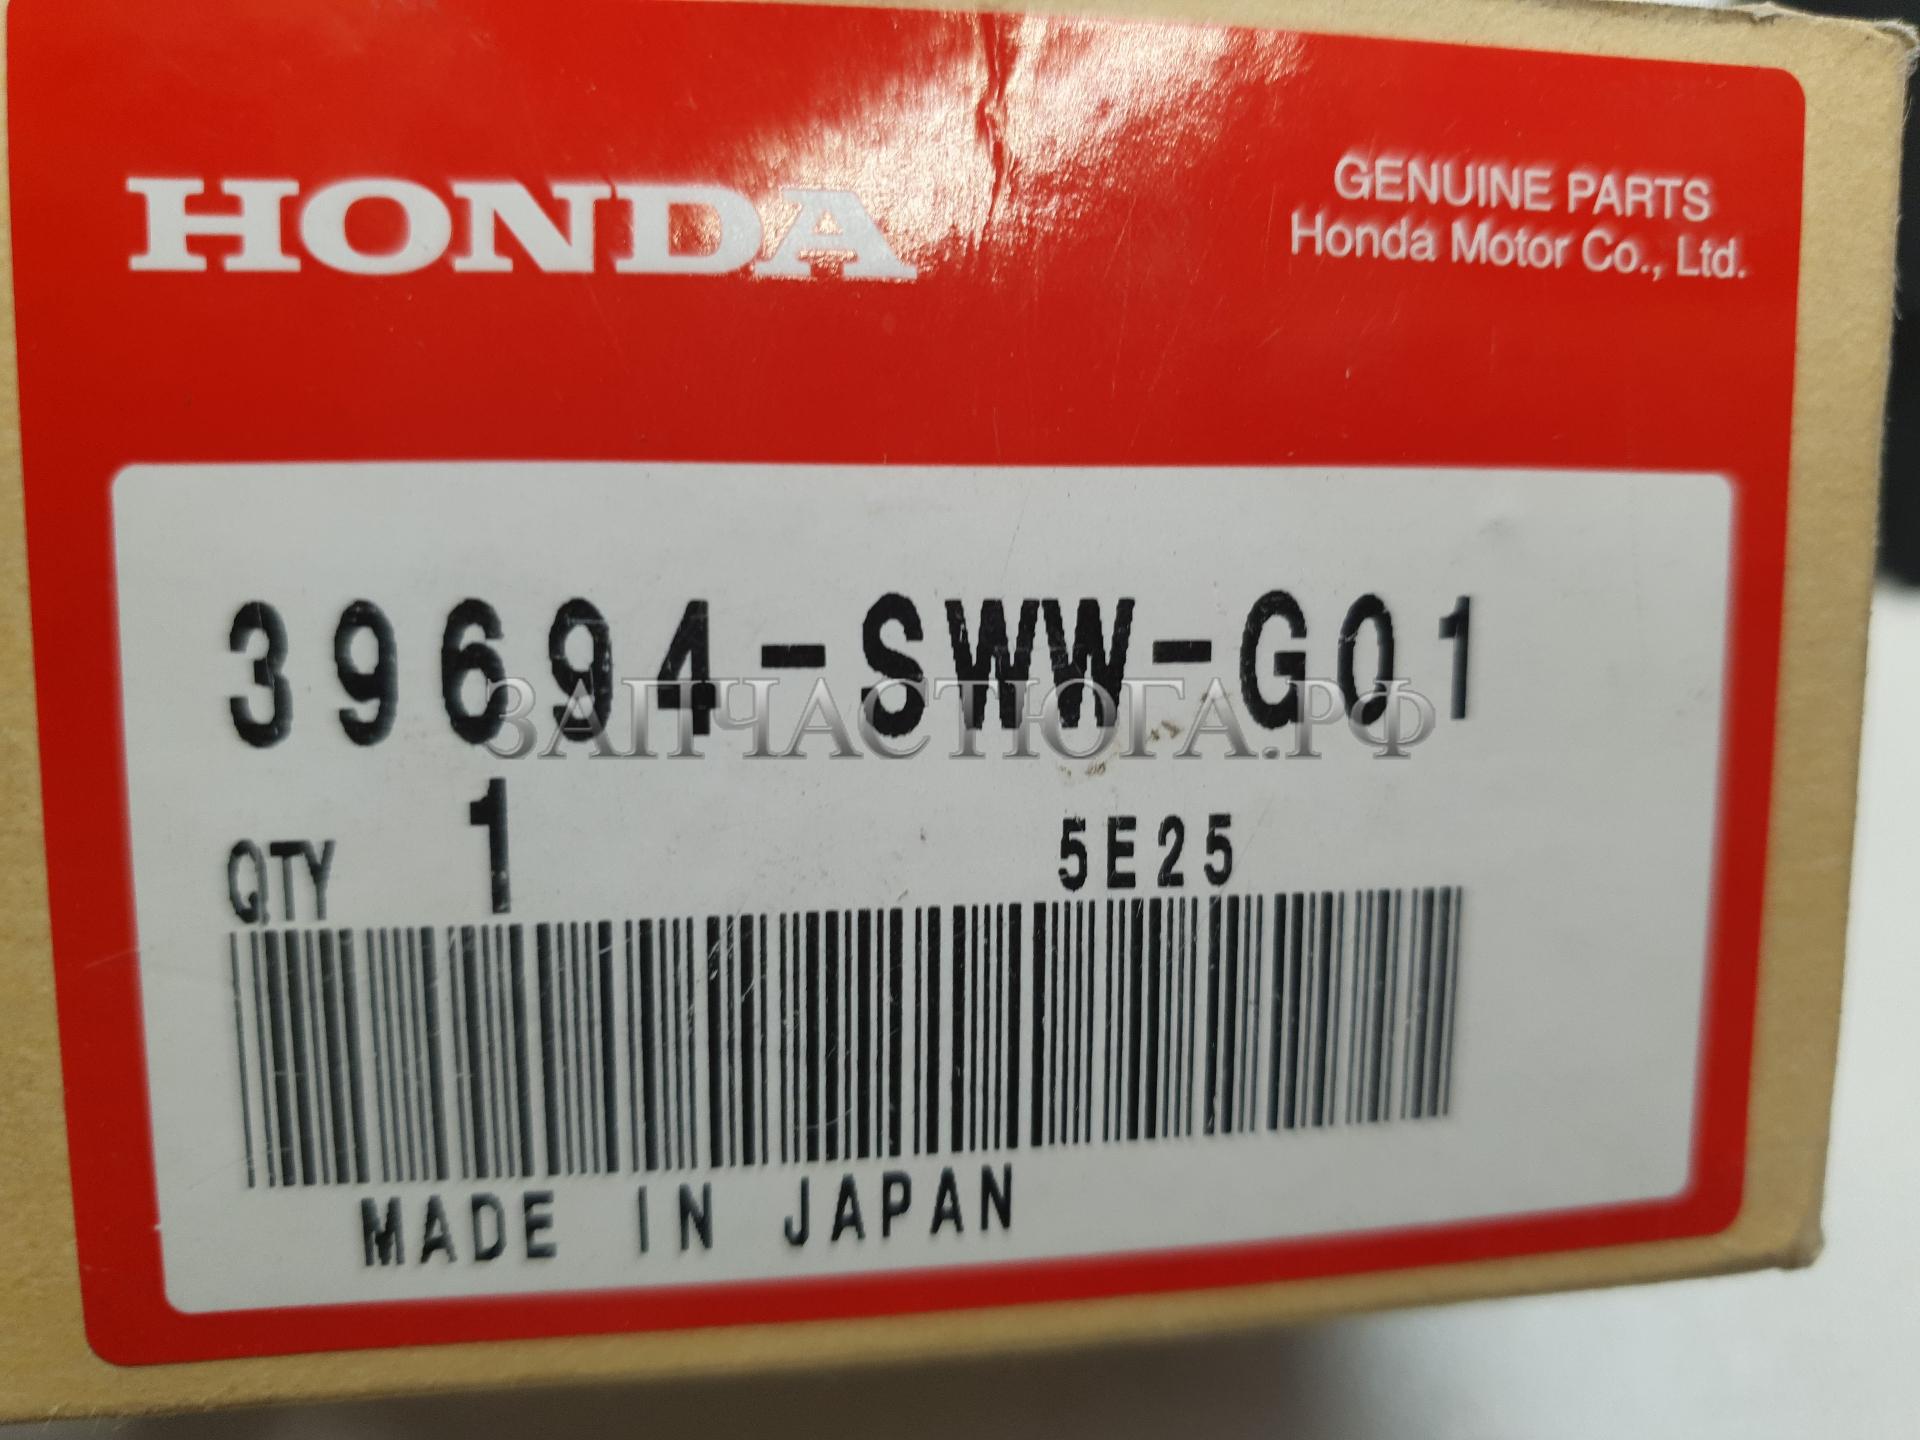 HONDA
GENUINE PARTS
Honda Motor Co., Ltd.
39694-SWW-G01
ЗАПЧАСТЮГА.РФ
QTY 1 5E25
MADE IN JAPAN